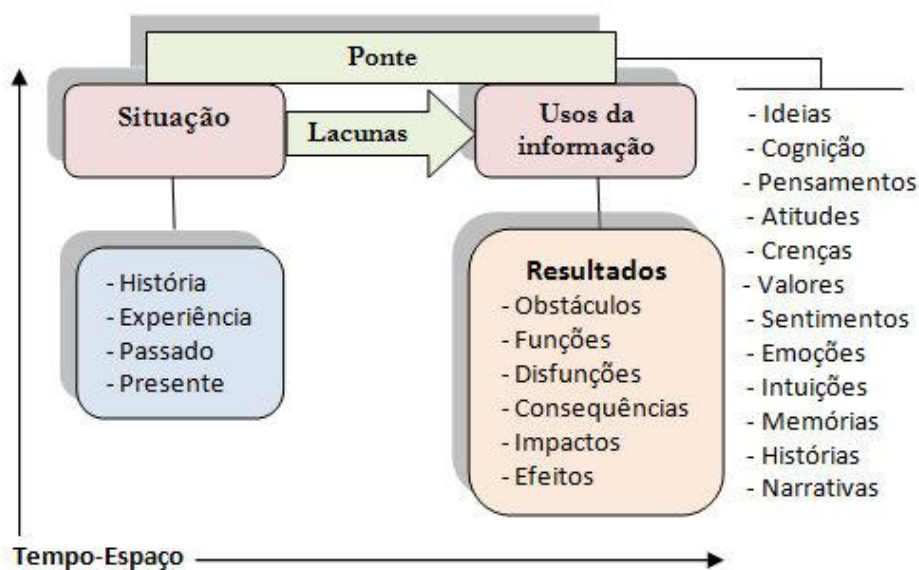 Ponte
Situação
Lacunas
Usos da
informação
- História
- Experiência
- Passado
- Presente
Resultados
- Obstáculos
- Funções
- Disfunções
- Consequências
- Impactos
- Efeitos
- Ideias
- Cognição
- Pensamentos
- Atitudes
- Crenças
- Valores
- Sentimentos
- Emoções
- Intuições
- Memórias
- Histórias
- Narrativas
Tempo-Espaço